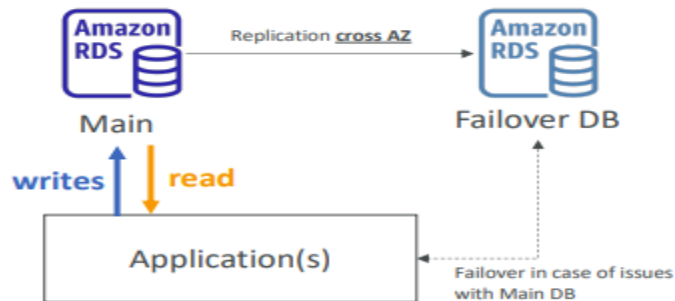 Amazon
RDS
Replication cross AZ
Amazon
RDS
Main
Failover DB
writes
read
Application(s)
Failover in case of issues
with Main DB